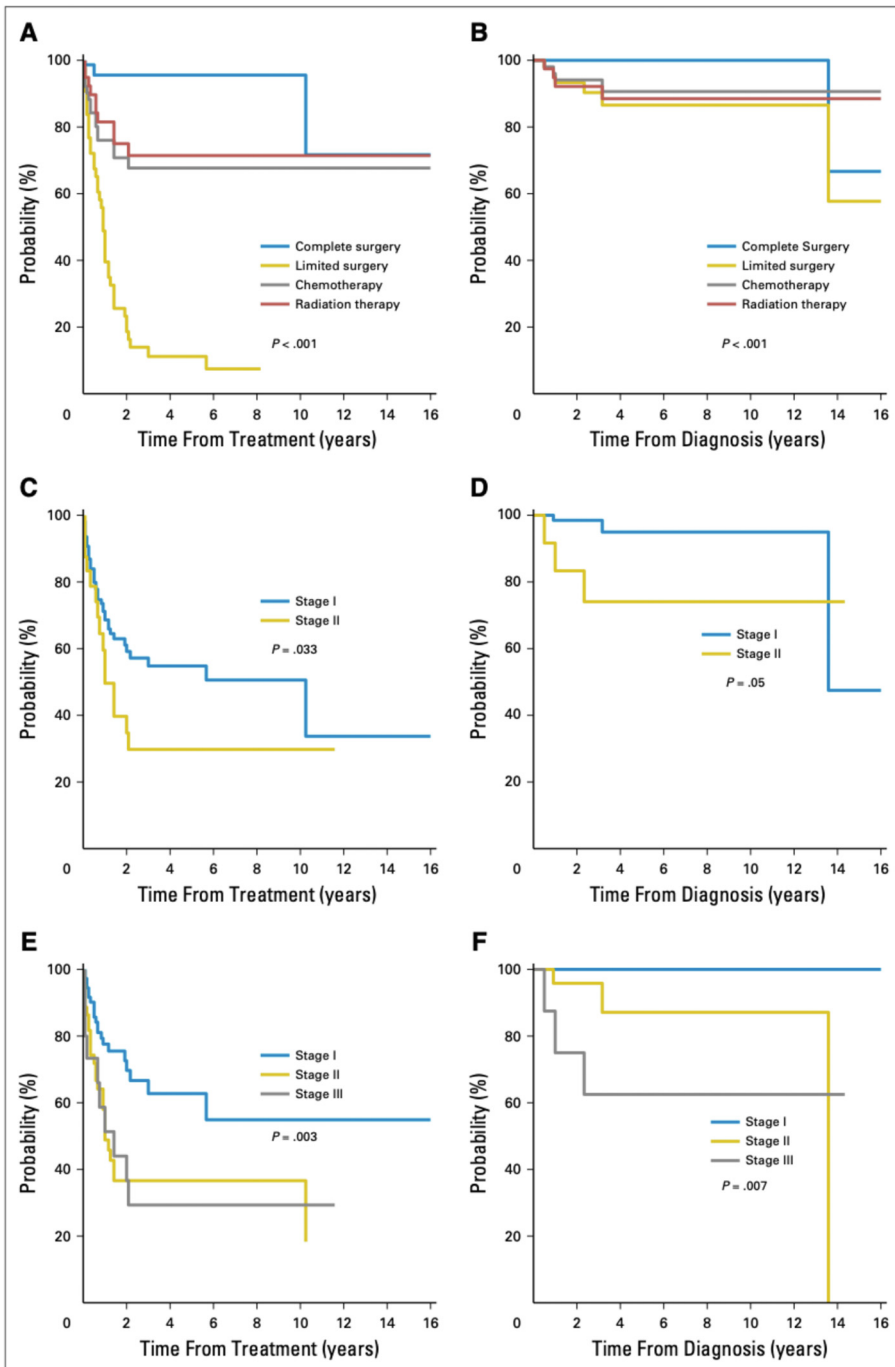 A
Probability (%)
100
80
60
40
20
0
2 4 6 8 10 12 14 16
Time From Treatment (years)
Complete surgery
Limited surgery
Chemotherapy
Radiation therapy
P < .001
B
Probability (%)
100
80
60
40
20
0
2 4 6 8 10 12 14 16
Time From Diagnosis (years)
Complete Surgery
Limited surgery
Chemotherapy
Radiation therapy
P < .001
C
Probability (%)
100
80
60
40
20
0
2 4 6 8 10 12 14 16
Time From Treatment (years)
Stage I
Stage II
P = .033
D
Probability (%)
100
80
60
40
20
0
2 4 6 8 10 12 14 16
Time From Diagnosis (years)
Stage I
Stage II
P = .05
E
Probability (%)
100
80
60
40
20
0
2 4 6 8 10 12 14 16
Time From Treatment (years)
Stage I
Stage II
Stage III
P = .003
F
Probability (%)
100
80
60
40
20
0
2 4 6 8 10 12 14 16
Time From Diagnosis (years)
Stage I
Stage II
Stage III
P = .007